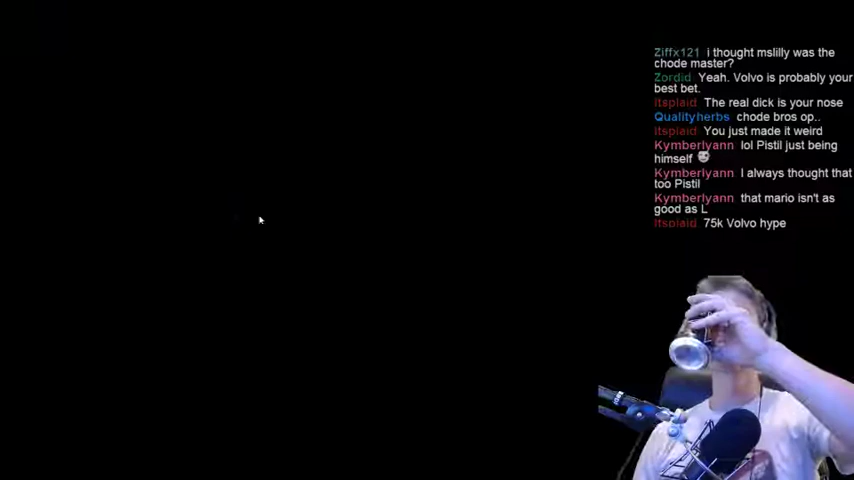 Ziffx121 i thought mslilly was the
chode master?
Zordid Yeah. Volvo is probably your
best bet.
Itsplaid The real dick is your nose
Qualityherbs chode bros op..
Itsplaid You just made it weird
Kymberlyann lol Pistil just being
himself
Kymberlyann I always thought that
too Pistil
Kymberlyann that mario isn't as
good as L
Itsplaid 75k Volvo hype